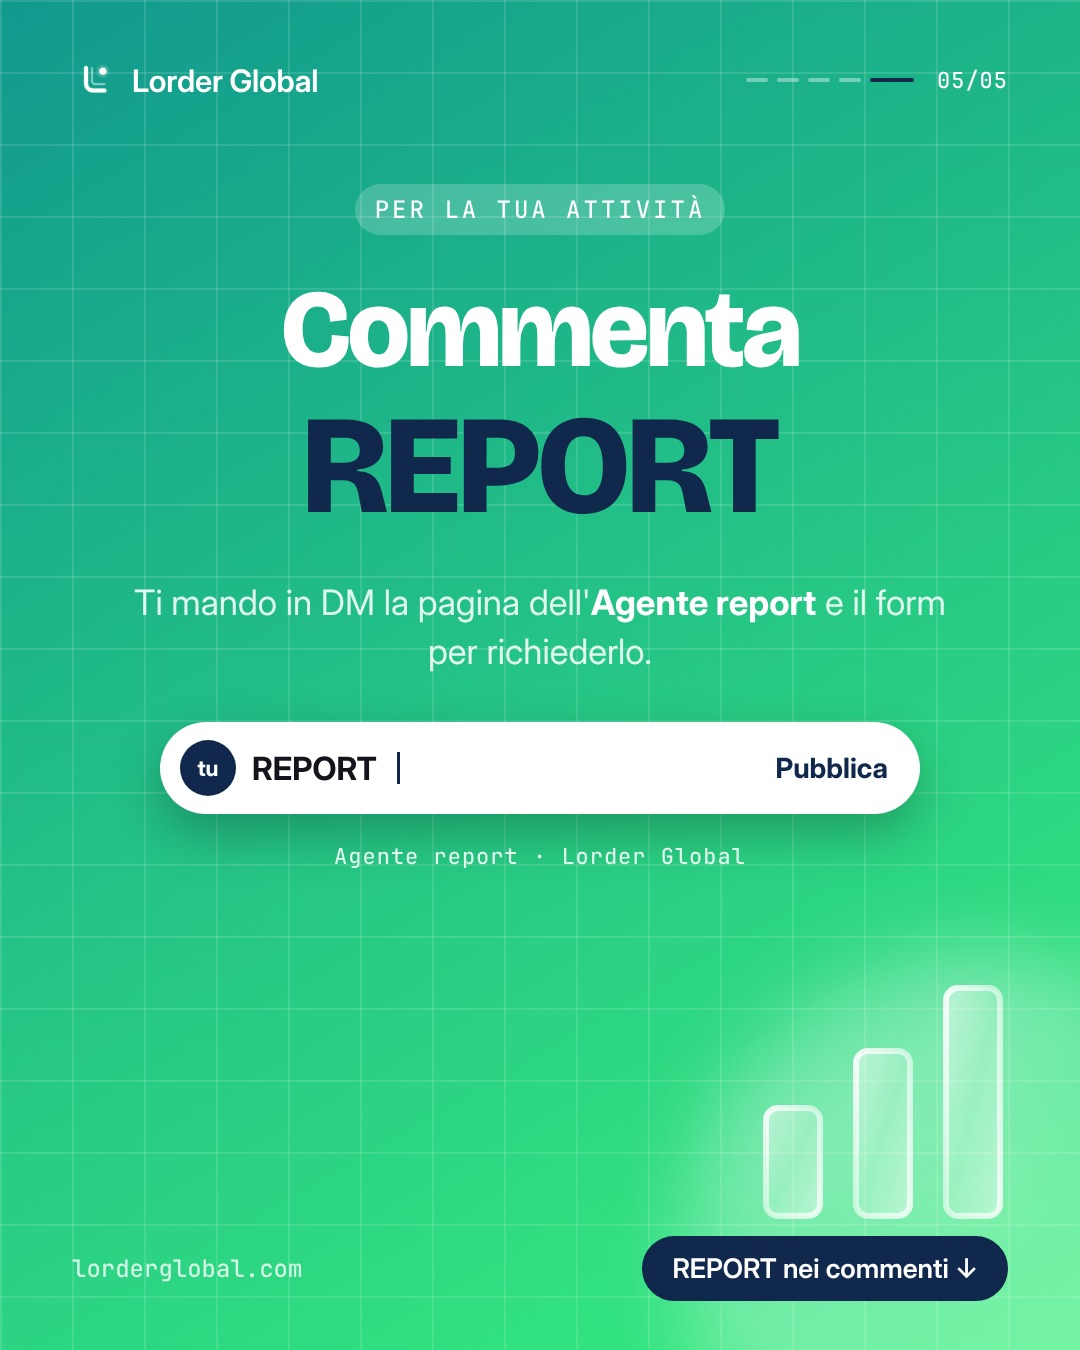 Lorder Global
05/05
PER LA TUA ATTIVITÀ
Commenta
REPORT
Ti mando in DM la pagina dell'Agente report e il form
per richiederlo.
tu REPORT Pubblica
Agente report · Lorder Global
lorderglobal.com
REPORT nei commenti ↓